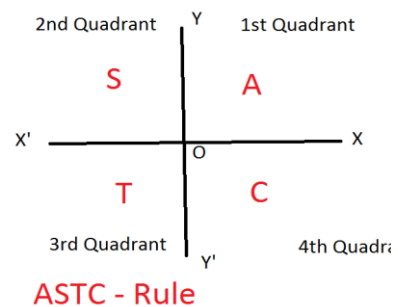 2nd Quadrant Y 1st Quadrant
S A
X' O X
T C
3rd Quadrant Y' 4th Quadra
ASTC - Rule